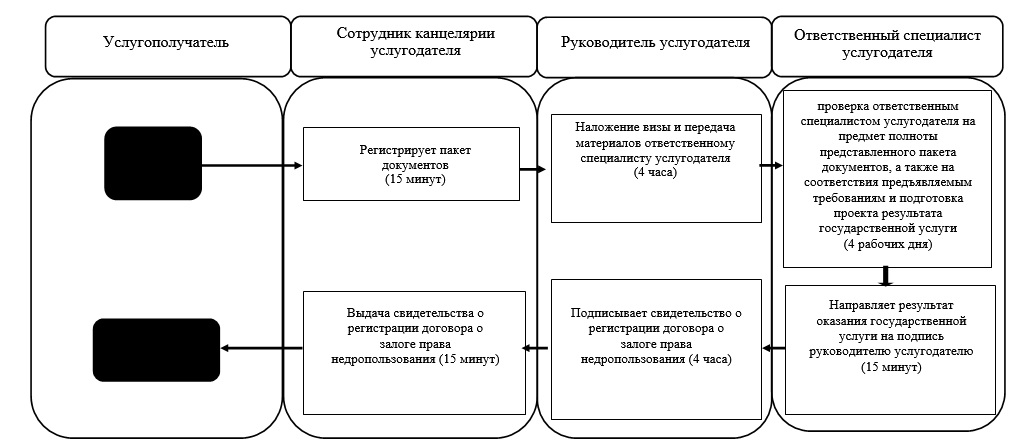 Услугополучатель
Сотрудник канцелярии
услугодателя
Руководитель услугодателя
Ответственный специалист
услугодателя
Регистрирует пакет
документов
(15 минут)
Наложение визы и передача
материалов ответственному
специалисту услугодателя
(4 часа)
проверка ответственным
специалистом услугодателя на
предмет полноты
представленного пакета
документов, а также на
соответствия предъявляемым
требованиям и подготовка
проекта результата
государственной услуги
(4 рабочих дня)
Выдача свидетельства о
регистрации договора о
залоге права
недропользования (15 минут)
Подписывает свидетельство о
регистрации договора о
залоге права
недропользования (4 часа)
Направляет результат
оказания государственной
услуги на подпись
руководителю услугодателю
(15 минут)